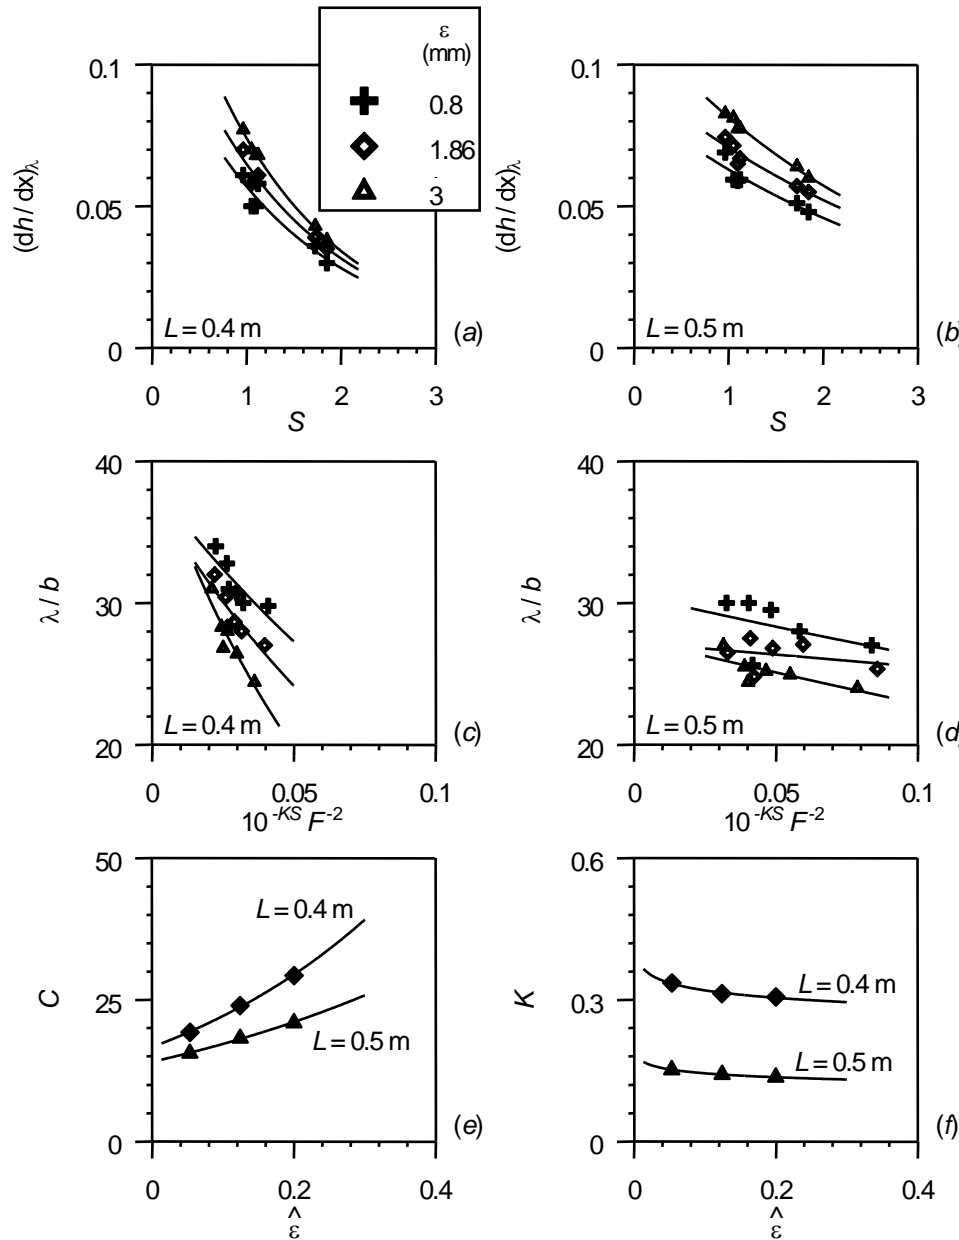 ε
(mm)
0.8
1.86
3
0.1
0.05
0
(dh / dx)λ
L = 0.4 m
(a)
0 1 2 3
S
0.1
0.05
0
(dh / dx)λ
L = 0.5 m
(b)
0 1 2 3
S
40
30
20
λ / b
L = 0.4 m
(c)
0 0.05 0.1
10^-KS F^-2
40
30
20
λ / b
L = 0.5 m
(d)
0 0.05 0.1
10^-KS F^-2
50
25
0
C
L = 0.4 m
L = 0.5 m
(e)
0 0.2 0.4
ε̂
0.6
0.3
0
K
L = 0.4 m
L = 0.5 m
(f)
0 0.2 0.4
ε̂